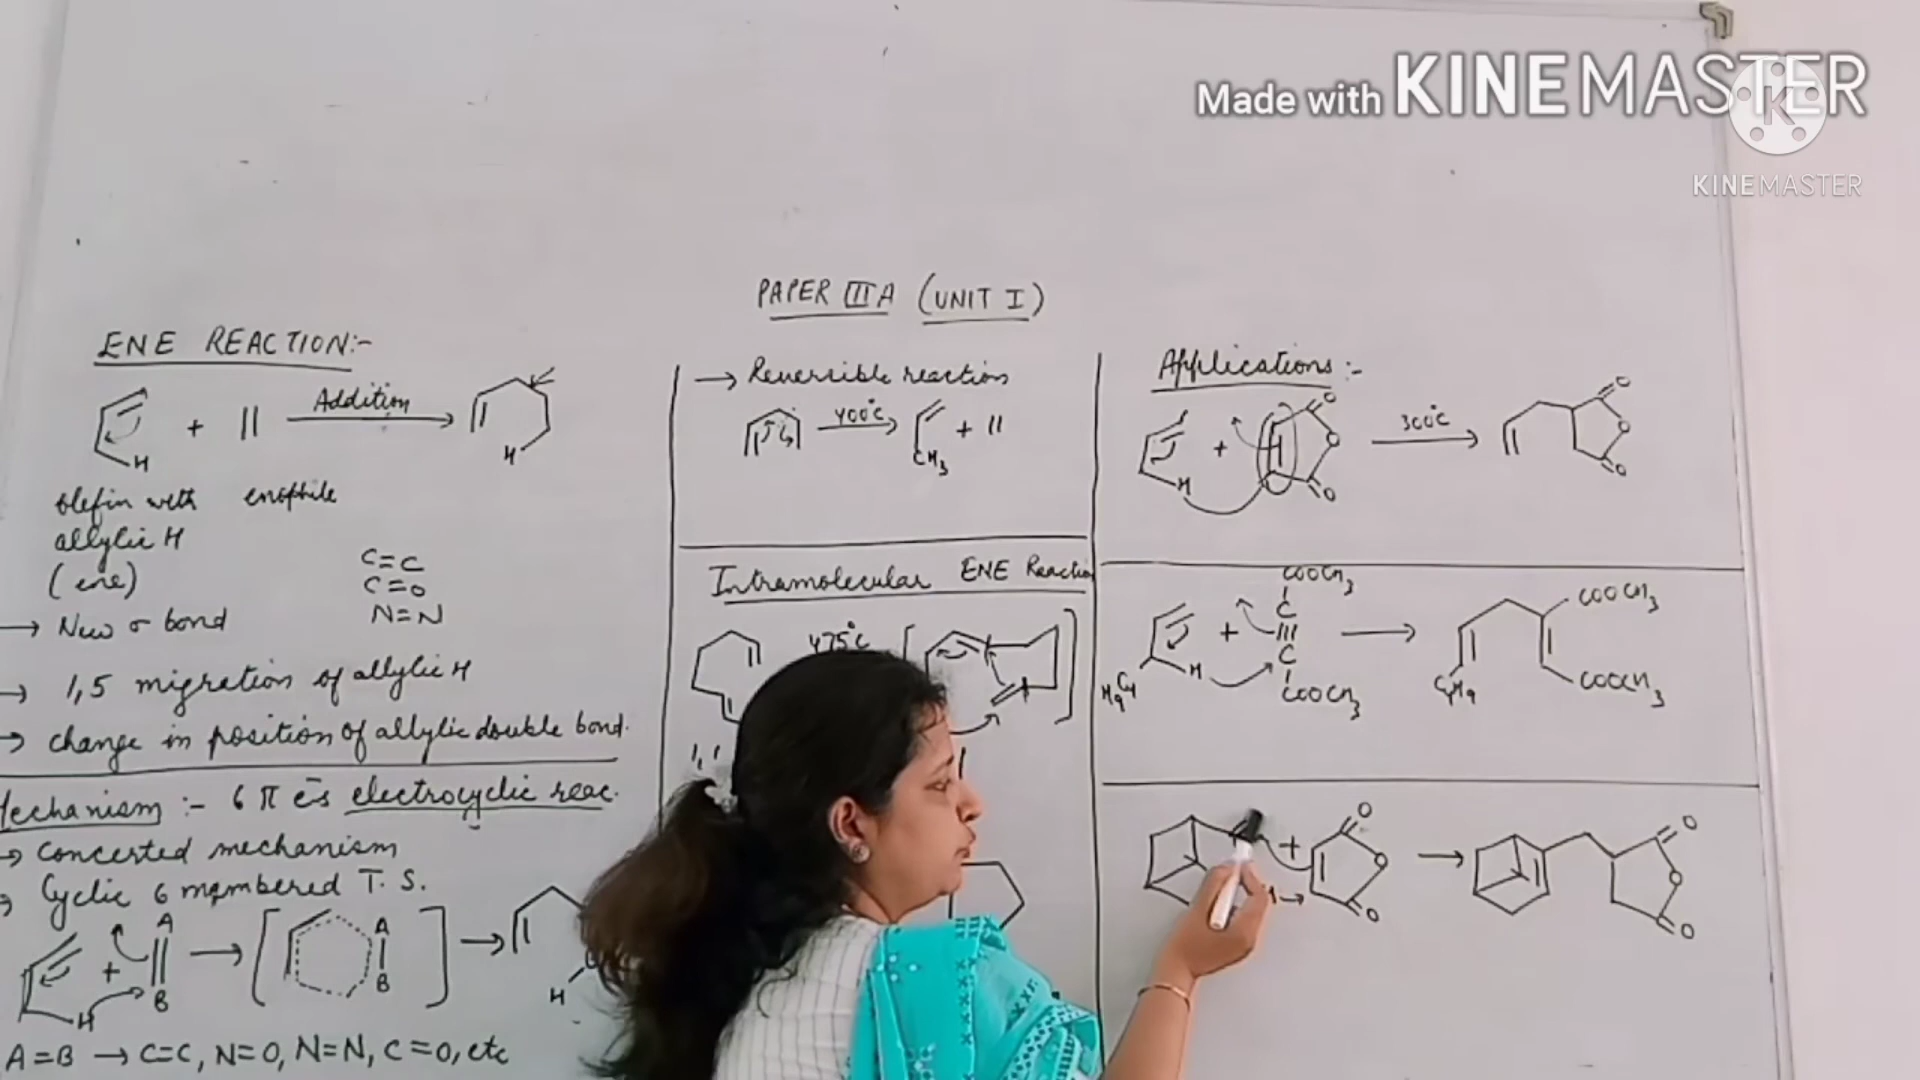 Made with KINEMASTER
K
KINEMASTER
PAPER III A (UNIT I)
ENE REACTION:-
H
+
Addition
H
olefin with enophile
allylic H
(ene)
C=C
C=O
N=N
→ New σ bond
→ 1,5 migration of allylic H
→ change in position of allylic double bond.
Mechanism :- 6 π e⁻s electrocyclic reac.
→ Concerted mechanism
→ Cyclic 6 membered T.S.
H
+
A
B
A
B
H
A=B → C=C, N=O, N=N, C=O, etc
→ Reversible reaction
400°C
CH3
+
Intramolecular ENE Reaction
475°C
Applications:-
H
+
O
O
O
300°C
O
O
O
H9C4
H
+
COOCH3
C
C
COOCH3
→
C4H9
COOCH3
COOCH3
+
O
O
O
→
O
O
O